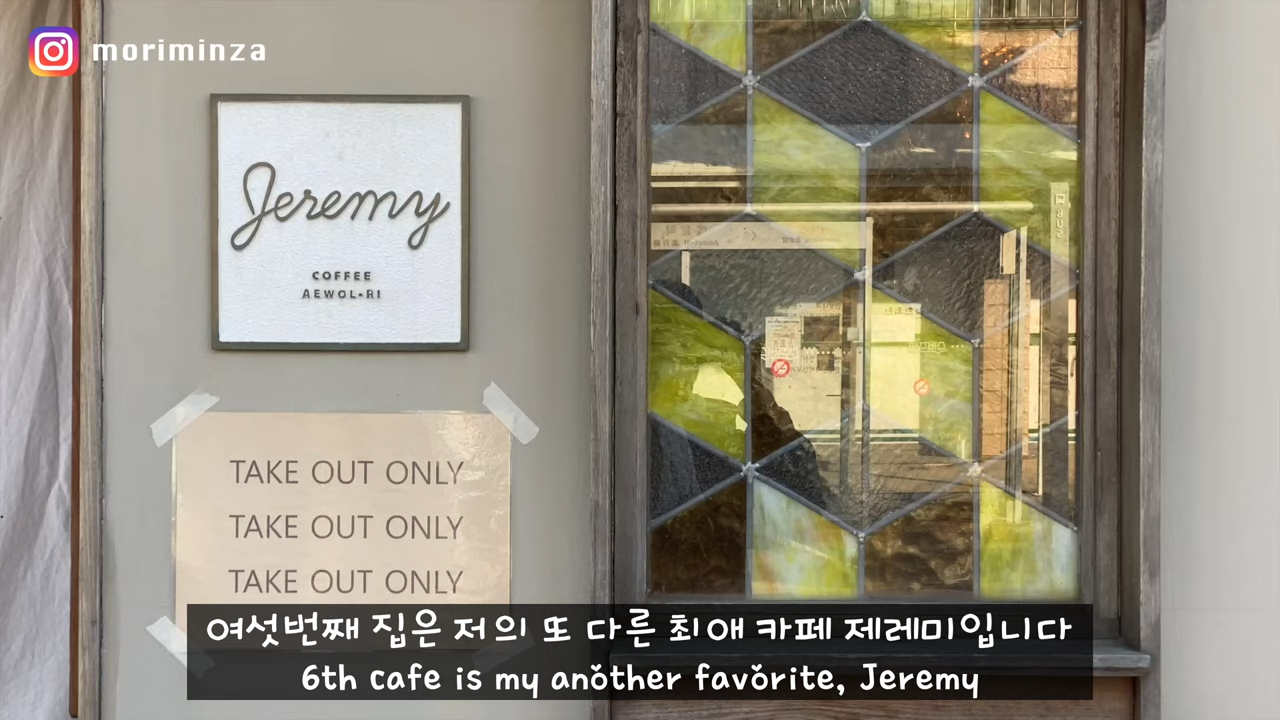 moriminza
Jeremy
COFFEE
AEWOL-RI
TAKE OUT ONLY
TAKE OUT ONLY
TAKE OUT ONLY
여섯번째 집은 저의 또 다른 최애 카페 제레미입니다
6th cafe is my another favorite, Jeremy